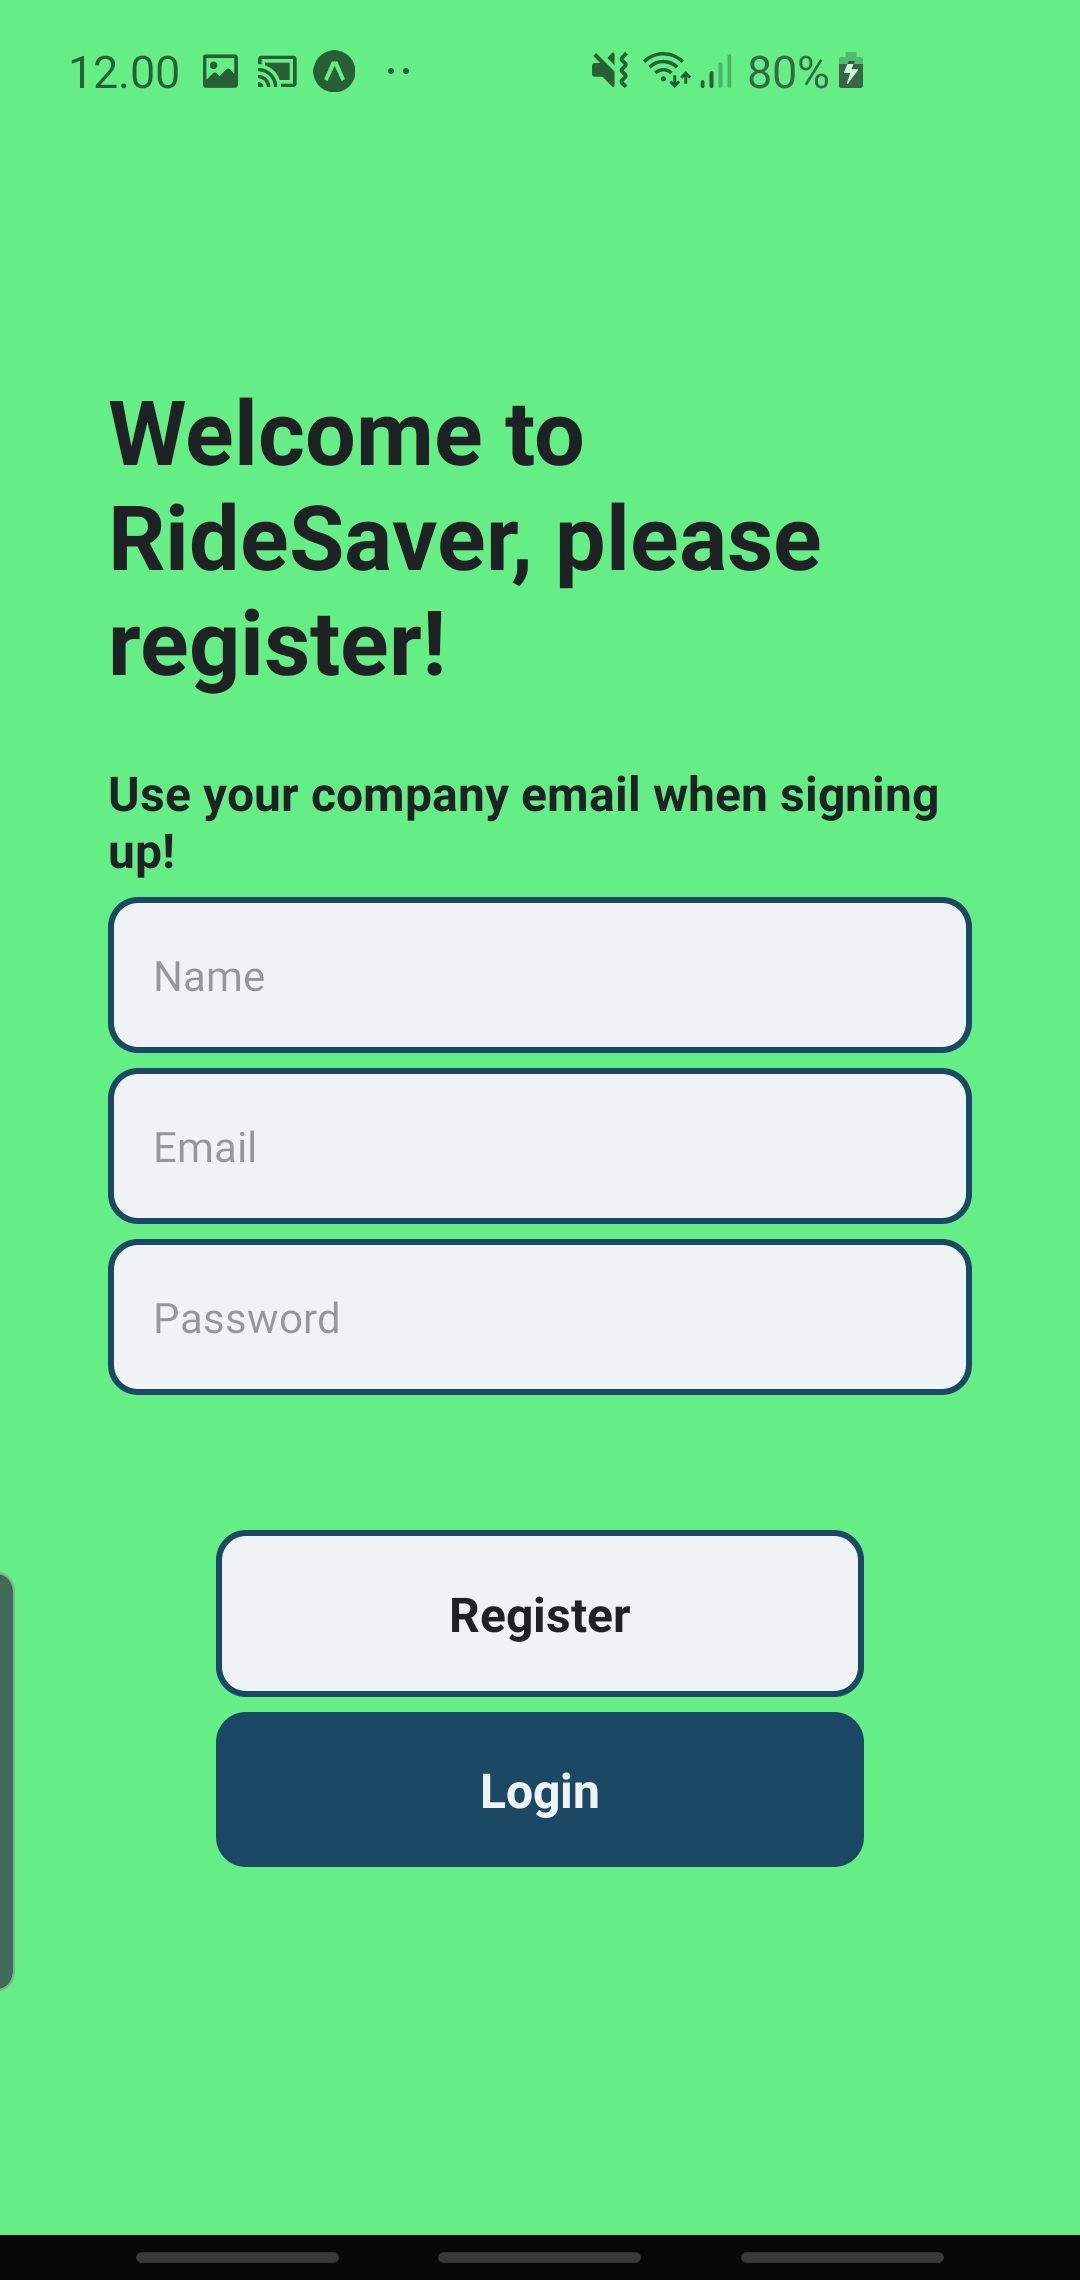 12.00 80%
Welcome to
RideSaver, please
register!
Use your company email when signing
up!
Name
Email
Password
Register
Login